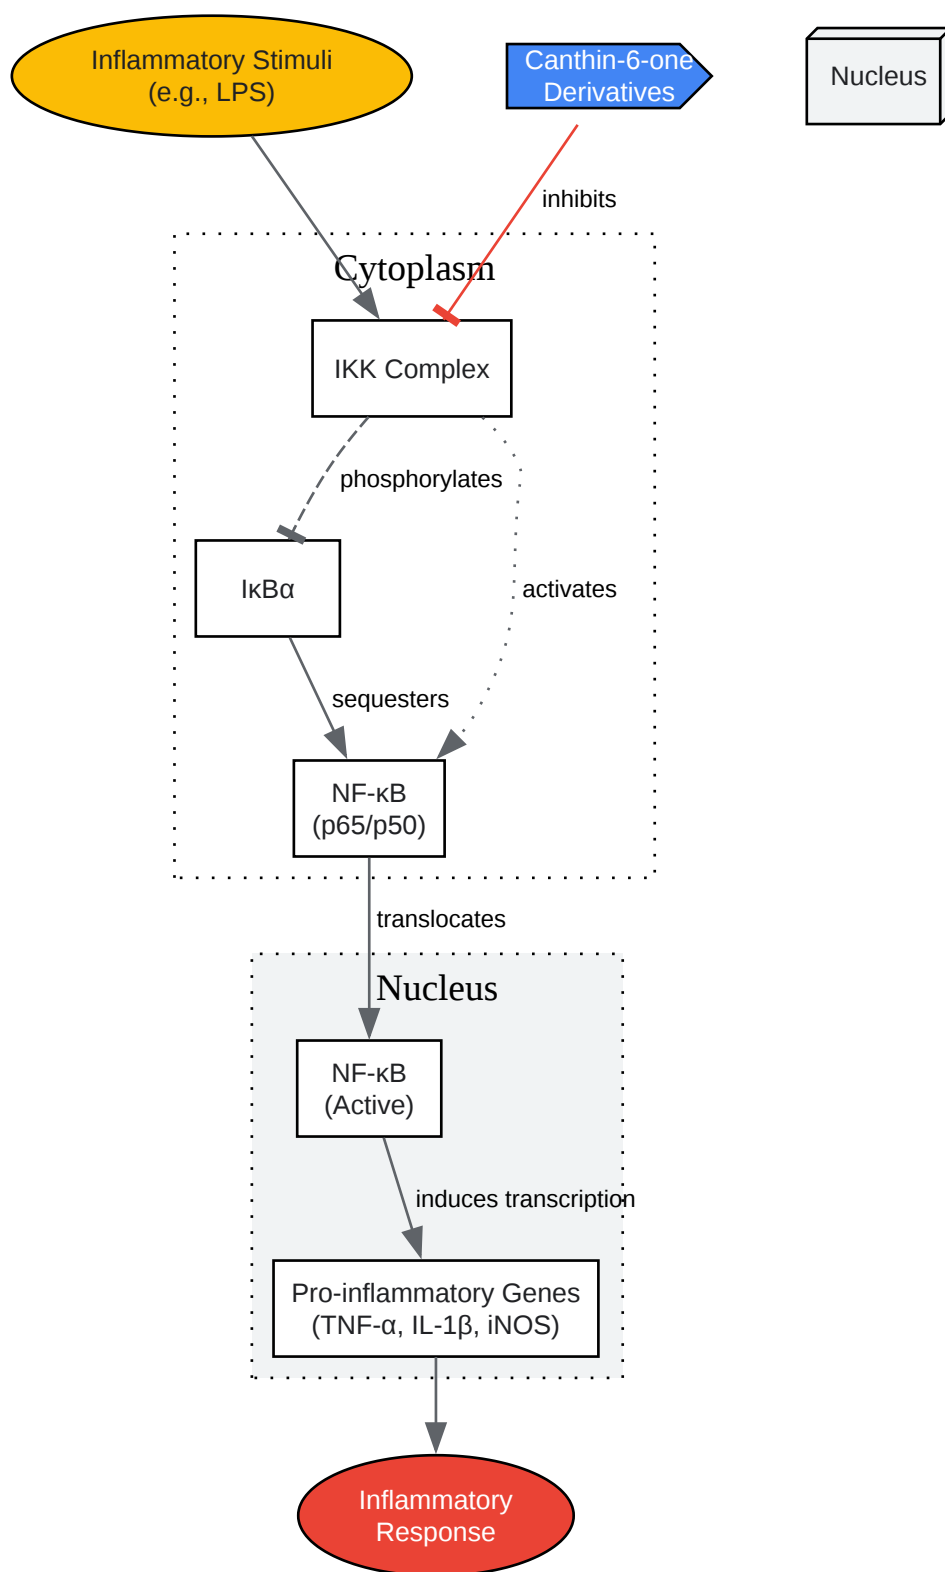 Inflammatory Stimuli
(e.g., LPS)
Canthin-6-one
Derivatives
Nucleus
inhibits
Cytoplasm
IKK Complex
phosphorylates
IκBα
activates
sequesters
NF-κB
(p65/p50)
translocates
Nucleus
NF-κB
(Active)
induces transcription
Pro-inflammatory Genes
(TNF-α, IL-1β, iNOS)
Inflammatory
Response